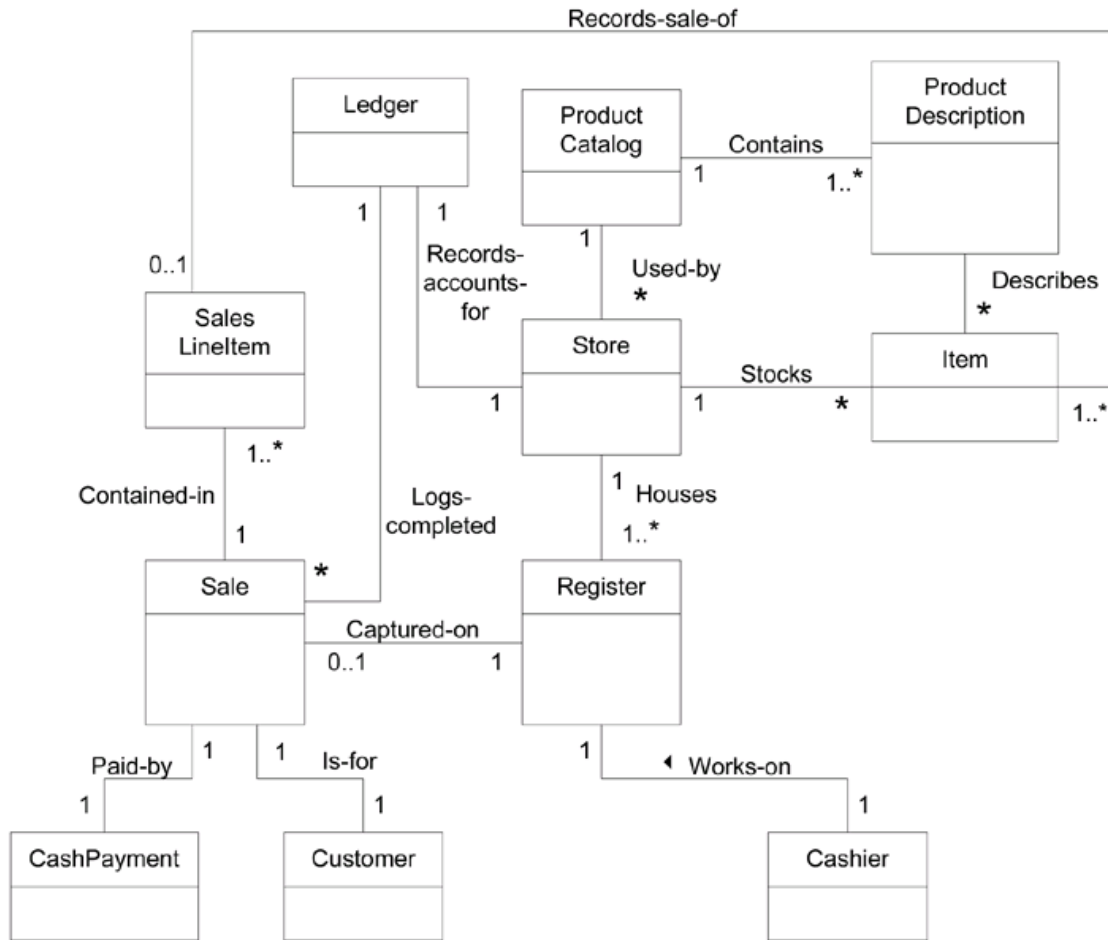 Records-sale-of
Ledger
Product
Catalog
Product
Description
Contains
1
1..*
1
1
1
Records-
accounts-
for
Used-by
*
Describes
*
0..1
Sales
LineItem
Store
Stocks
Item
1
1
*
1..*
1..*
1
Houses
Contained-in
Logs-
completed
1
1..*
*
Sale
Register
Captured-on
0..1
1
1
1
1
Paid-by
Is-for
◄ Works-on
1
1
1
CashPayment
Customer
Cashier